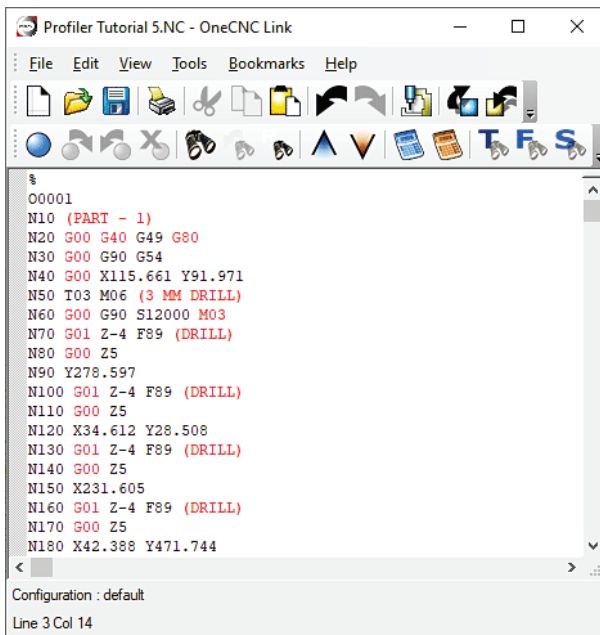 Profiler Tutorial 5.NC - OneCNC Link
File Edit View Tools Bookmarks Help
T F S
%
O0001
N10 (PART - 1)
N20 G00 G40 G49 G80
N30 G00 G90 G54
N40 G00 X115.661 Y91.971
N50 T03 M06 (3 MM DRILL)
N60 G00 G90 S12000 M03
N70 G01 Z-4 F89 (DRILL)
N80 G00 Z5
N90 Y278.597
N100 G01 Z-4 F89 (DRILL)
N110 G00 Z5
N120 X34.612 Y28.508
N130 G01 Z-4 F89 (DRILL)
N140 G00 Z5
N150 X231.605
N160 G01 Z-4 F89 (DRILL)
N170 G00 Z5
N180 X42.388 Y471.744
Configuration : default
Line 3 Col 14